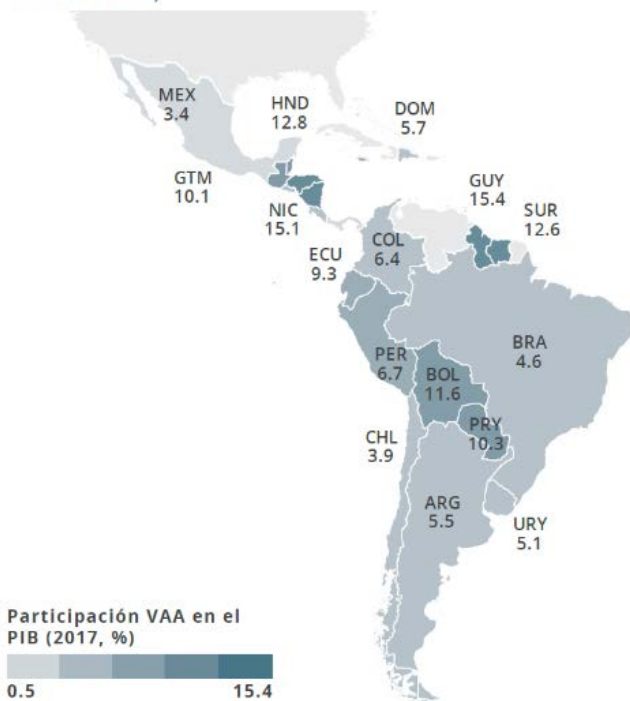 MEX
3.4
HND
12.8
DOM
5.7
GTM
10.1
NIC
15.1
GUY
15.4
SUR
12.6
ECU
9.3
COL
6.4
BRA
4.6
PER
6.7
BOL
11.6
PRY
10.3
CHL
3.9
ARG
5.5
URY
5.1
Participación VAA en el
PIB (2017, %)
0.5 15.4